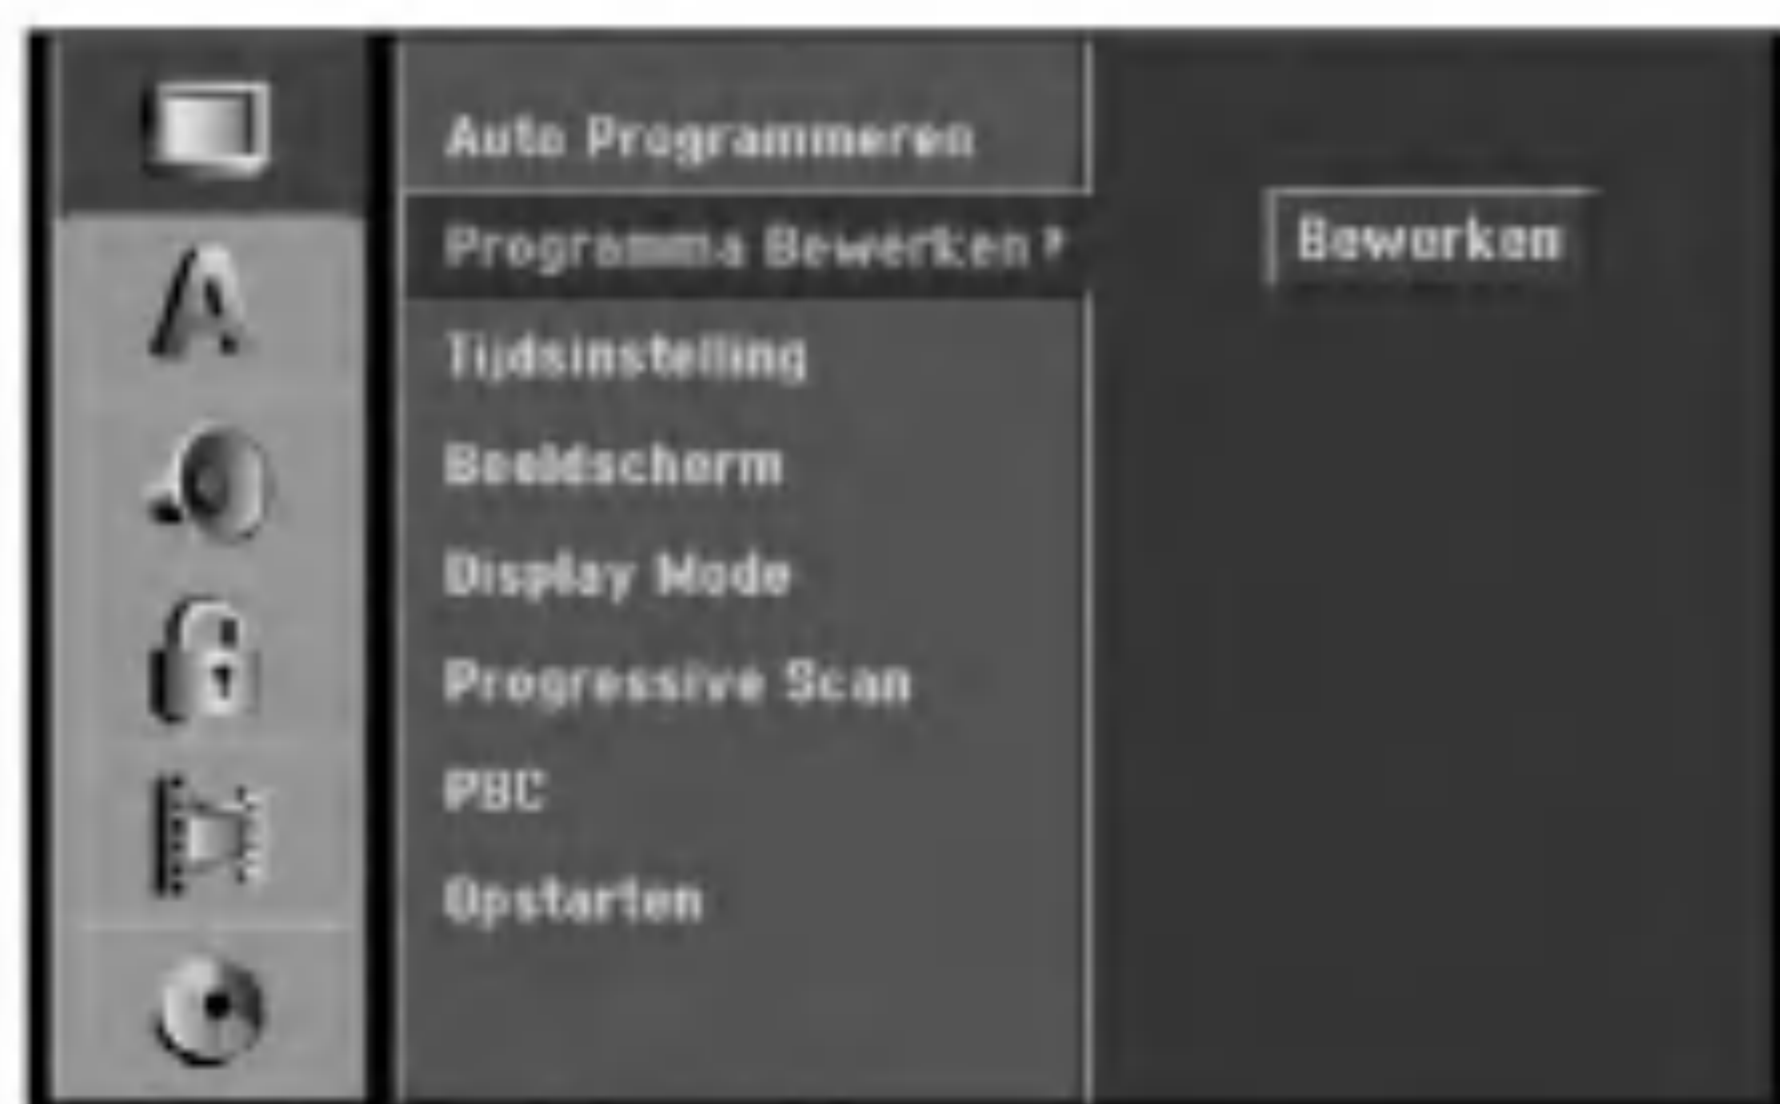 Auto Programmeren
Programma Bewerken
Bewerken
Tijdsinstelling
Beeldscherm
Display Mode
Progressive Scan
PBC
Opstarten